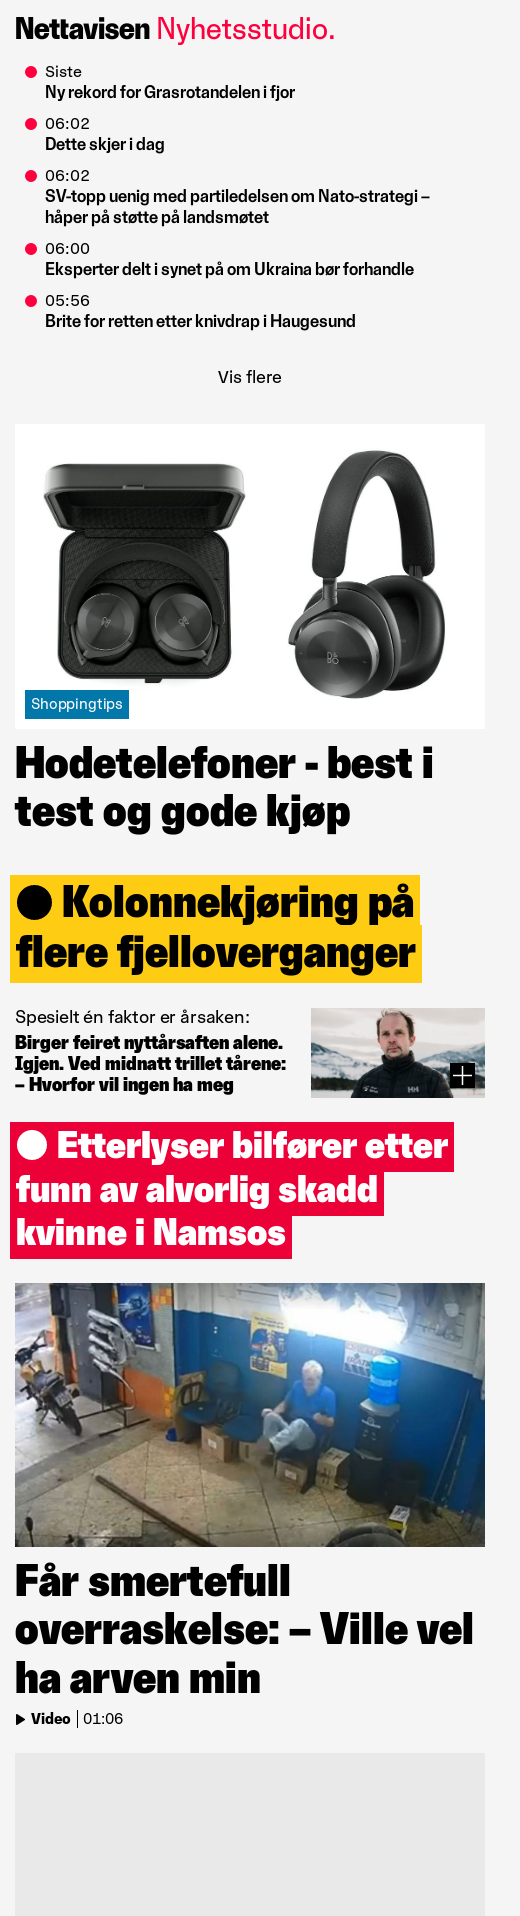 Nettavisen Nyhetsstudio.
Siste
Ny rekord for Grasrotandelen i fjor
06:02
Dette skjer i dag
06:02
SV-topp uenig med partiledelsen om Nato-strategi –
håper på støtte på landsmøtet
06:00
Eksperter delt i synet på om Ukraina bør forhandle
05:56
Brite for retten etter knivdrap i Haugesund
Vis flere
Shoppingtips
Hodetelefoner - best i
test og gode kjøp
Kolonnekjøring på
flere fjelloverganger
Spesielt én faktor er årsaken:
Birger feiret nyttårsaften alene.
Igjen. Ved midnatt trillet tårene:
– Hvorfor vil ingen ha meg
Etterlyser bilfører etter
funn av alvorlig skadd
kvinne i Namsos
Får smertefull
overraskelse: – Ville vel
ha arven min
Video | 01:06